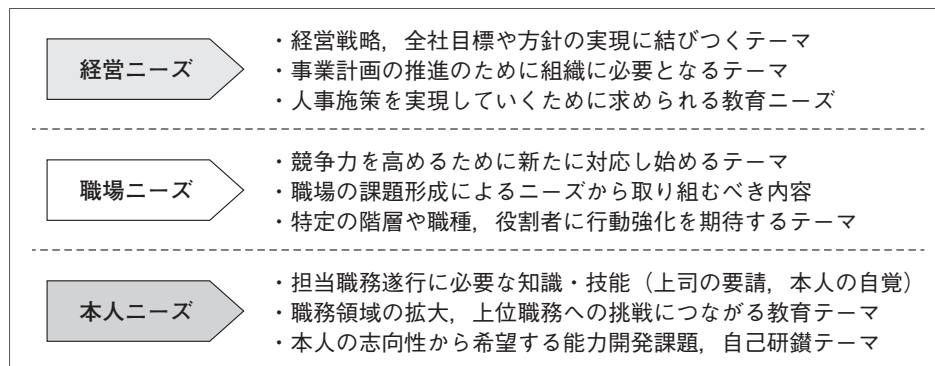 経営ニーズ
・経営戦略，全社目標や方針の実現に結びつくテーマ
・事業計画の推進のために組織に必要となるテーマ
・人事施策を実現していくために求められる教育ニーズ
職場ニーズ
・競争力を高めるために新たに対応し始めるテーマ
・職場の課題形成によるニーズから取り組むべき内容
・特定の階層や職種，役割者に行動強化を期待するテーマ
本人ニーズ
・担当職務遂行に必要な知識・技能（上司の要請，本人の自覚）
・職務領域の拡大，上位職務への挑戦につながる教育テーマ
・本人の志向性から希望する能力開発課題，自己研鑚テーマ